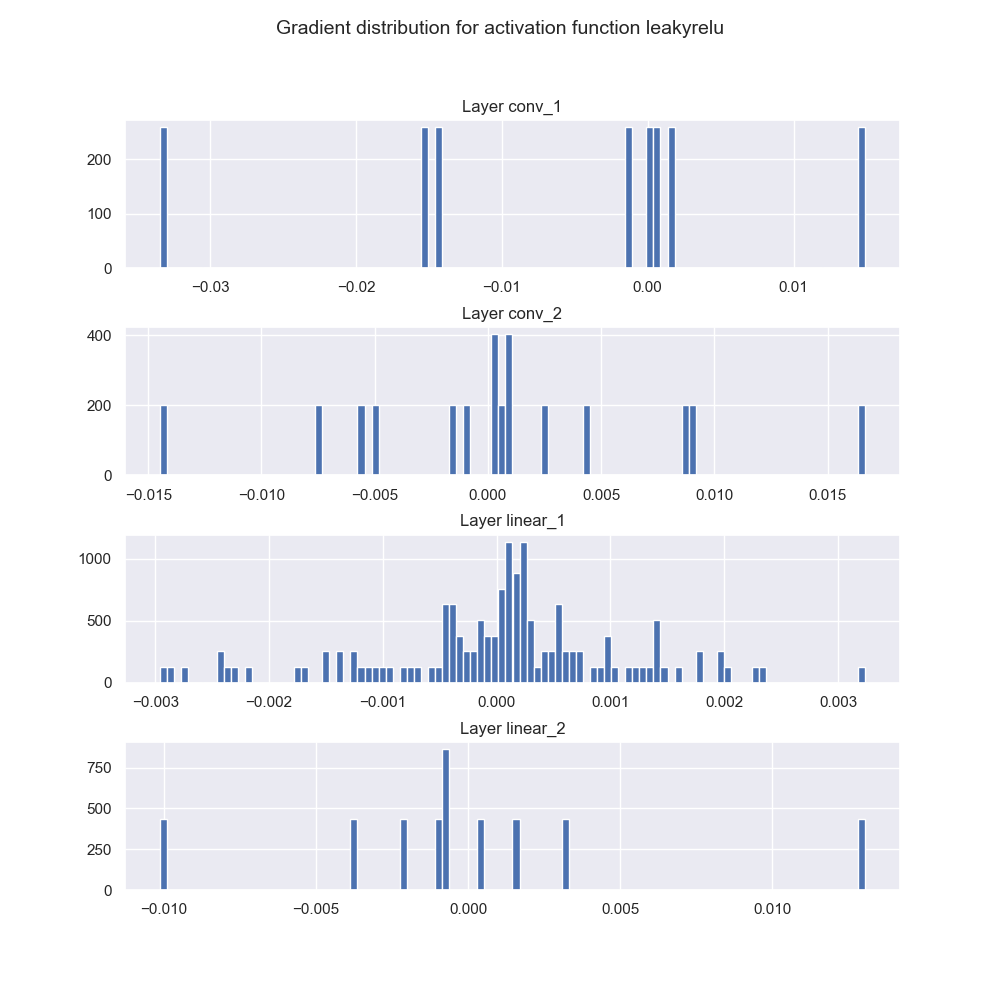 Gradient distribution for activation function leakyrelu
Layer conv_1
200
100
0
−0.03 −0.02 −0.01 0.00 0.01
Layer conv_2
400
200
0
−0.015 −0.010 −0.005 0.000 0.005 0.010 0.015
Layer linear_1
1000
500
0
−0.003 −0.002 −0.001 0.000 0.001 0.002 0.003
Layer linear_2
750
500
250
0
−0.010 −0.005 0.000 0.005 0.010